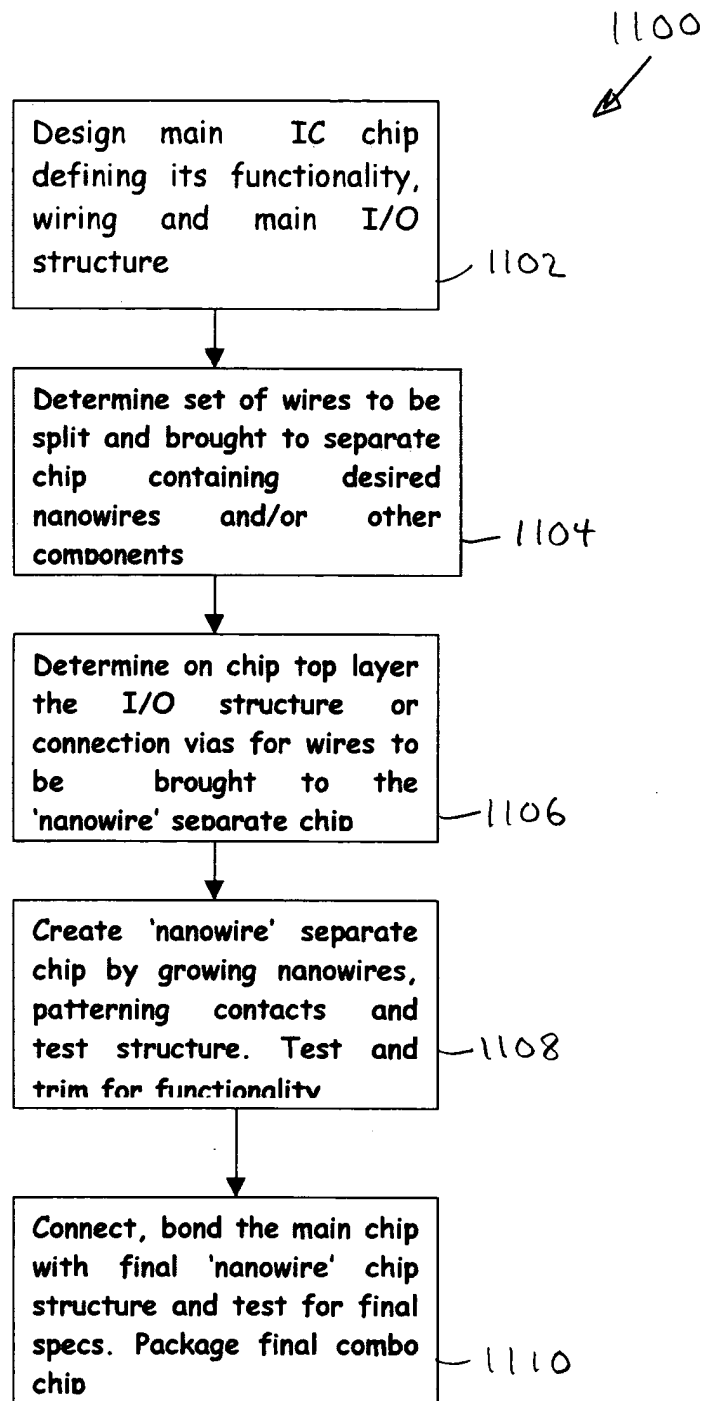 1100
Design main IC chip
defining its functionality,
wiring and main I/O
structure
1102
Determine set of wires to be
split and brought to separate
chip containing desired
nanowires and/or other
components
1104
Determine on chip top layer
the I/O structure or
connection vias for wires to
be brought to the
'nanowire' separate chip
1106
Create 'nanowire' separate
chip by growing nanowires,
patterning contacts and
test structure. Test and
trim for functionality
1108
Connect, bond the main chip
with final 'nanowire' chip
structure and test for final
specs. Package final combo
chip
1110